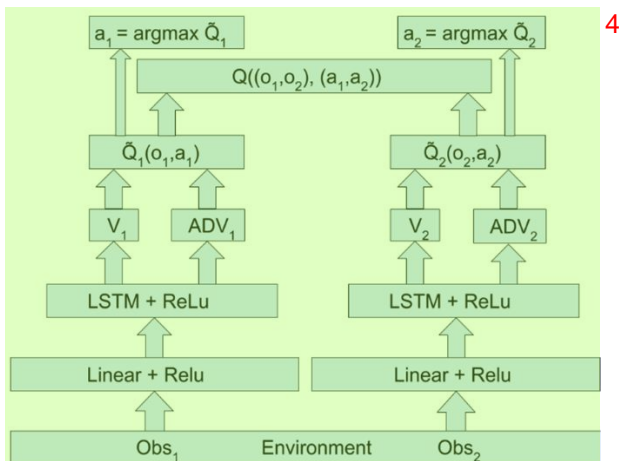 a₁ = argmax Q̃₁ a₂ = argmax Q̃₂ 4
Q((o₁,o₂), (a₁,a₂))
Q̃₁(o₁,a₁) Q̃₂(o₂,a₂)
V₁ ADV₁ V₂ ADV₂
LSTM + ReLu LSTM + ReLu
Linear + Relu Linear + Relu
Obs₁ Environment Obs₂